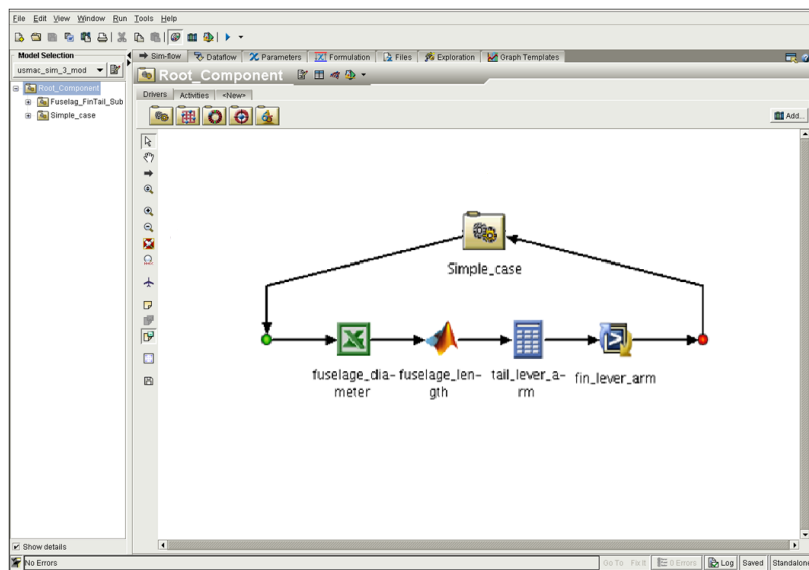 File Edit View Window Run Tools Help
Model Selection
Sim-flow Dataflow Parameters Formulation Files Exploration Graph Templates
usmac_sim_3_mod
Root_Component
Root_Component
Drivers Activities <New>
Fuselag_FinTail_Sub
Simple_case
Add...
Simple_case
fuselage_dia-
meter
fuselage_len-
gth
tail_lever_a-
rm
fin_lever_arm
Show details
No Errors
Go To Fix It 0 Errors Log Saved Standalon